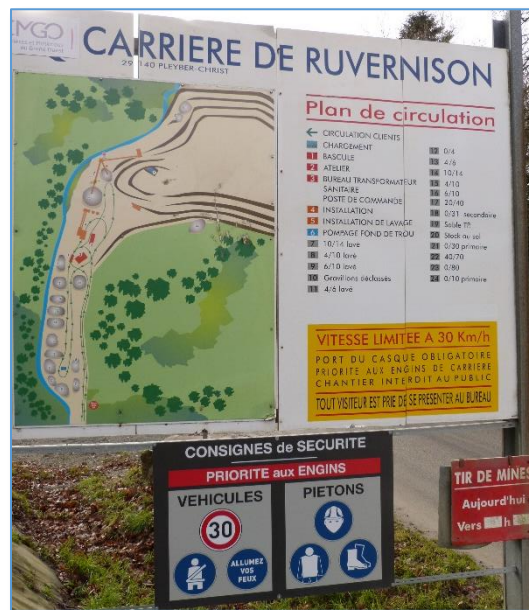 CMGO
CARRIERE DE RUVERNISON
29 140 PLEYBER-CHRIST
Plan de circulation
CIRCULATION CLIENTS
CHARGEMENT
1 BASCULE
2 ATELIER
3 BUREAU TRANSFORMATEUR
SANITAIRE
POSTE DE COMMANDE
4 INSTALLATION
5 INSTALLATION DE LAVAGE
6 POMPAGE FOND DE TROU
7 10/14 lavé
8 6/10 lavé
9 6/10 lavé
10 Gravillons déclassés
11 4/6 lavé
12 0/4
13 4/6
14 10/14
15 4/10
16 6/10
17 20/40
18 0/31 secondaire
19 Sable TP
20 Stock au sol
21 0/30 primaire
22 40/70
23 0/80
24 0/10 primaire
VITESSE LIMITEE A 30 Km/h
PORT DU CASQUE OBLIGATOIRE
PRIORITE AUX ENGINS DE CARRIERE
CHANTIER INTERDIT AU PUBLIC
TOUT VISITEUR EST PRIE DE SE PRESENTER AU BUREAU
CONSIGNES de SECURITE
PRIORITE aux ENGINS
VEHICULES
30
ALLUMEZ
VOS
FEUX
PIETONS
TIR DE MINES
Aujourd'hui
Vers h